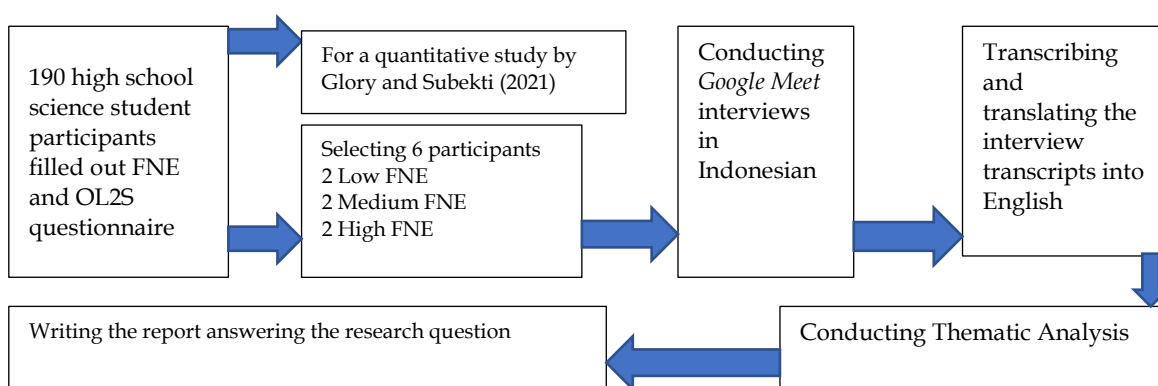 190 high school
science student
participants
filled out FNE
and OL2S
questionnaire
For a quantitative study by
Glory and Subekti (2021)
Selecting 6 participants
2 Low FNE
2 Medium FNE
2 High FNE
Conducting
Google Meet
interviews
in
Indonesian
Transcribing
and
translating the
interview
transcripts into
English
Conducting Thematic Analysis
Writing the report answering the research question